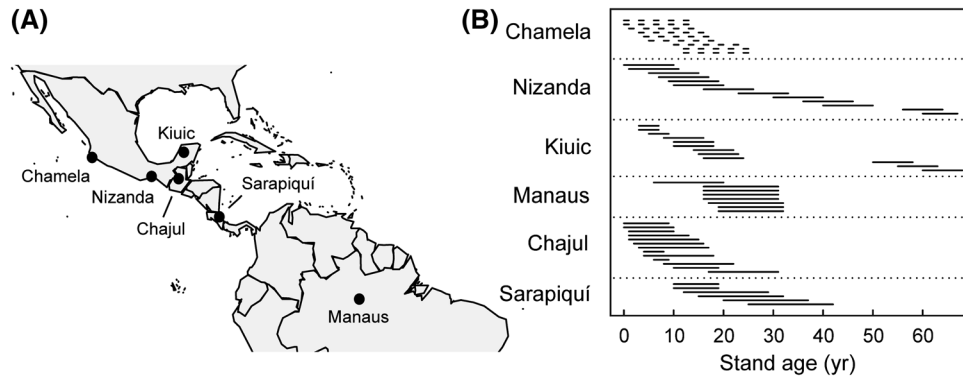 (A)
Kiuic
Chamela
Nizanda
Sarapiquí
Chajul
Manaus
(B)
Chamela
Nizanda
Kiuic
Manaus
Chajul
Sarapiquí
0 10 20 30 40 50 60
Stand age (yr)